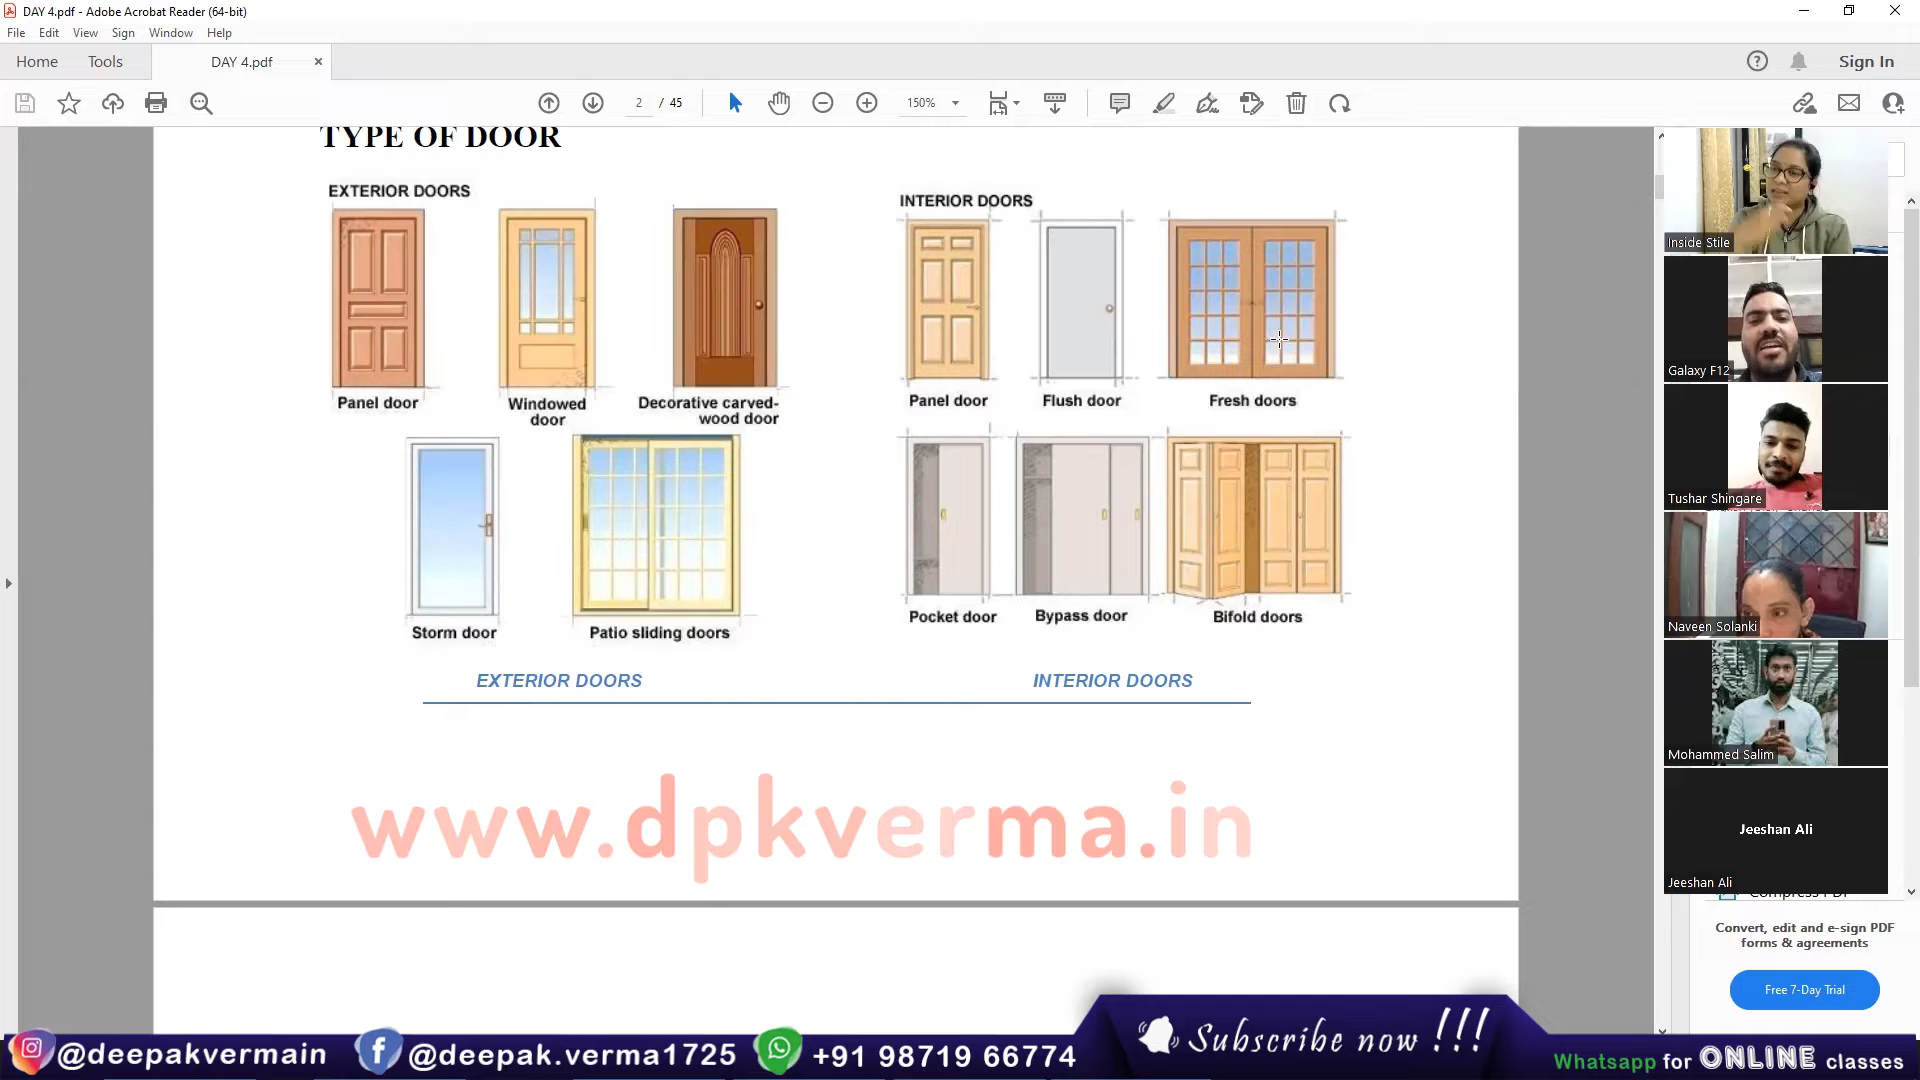 DAY 4.pdf - Adobe Acrobat Reader (64-bit)
File Edit View Sign Window Help
Home Tools DAY 4.pdf × Sign In
2 / 45 150%
TYPE OF DOOR
EXTERIOR DOORS
Panel door
Windowed
door
Decorative carved-
wood door
Storm door
Patio sliding doors
INTERIOR DOORS
Panel door
Flush door
Fresh doors
Pocket door
Bypass door
Bifold doors
EXTERIOR DOORS
INTERIOR DOORS
www.dpkverma.in
Inside Stile
Galaxy F12
Tushar Shingare
Naveen Solanki
Mohammed Salim
Jeeshan Ali
Jeeshan Ali
Convert, edit and e-sign PDF
forms & agreements
Free 7-Day Trial
@deepakvermain
@deepak.verma1725
+91 98719 66774
Subscribe now !!!
Whatsapp for ONLINE classes